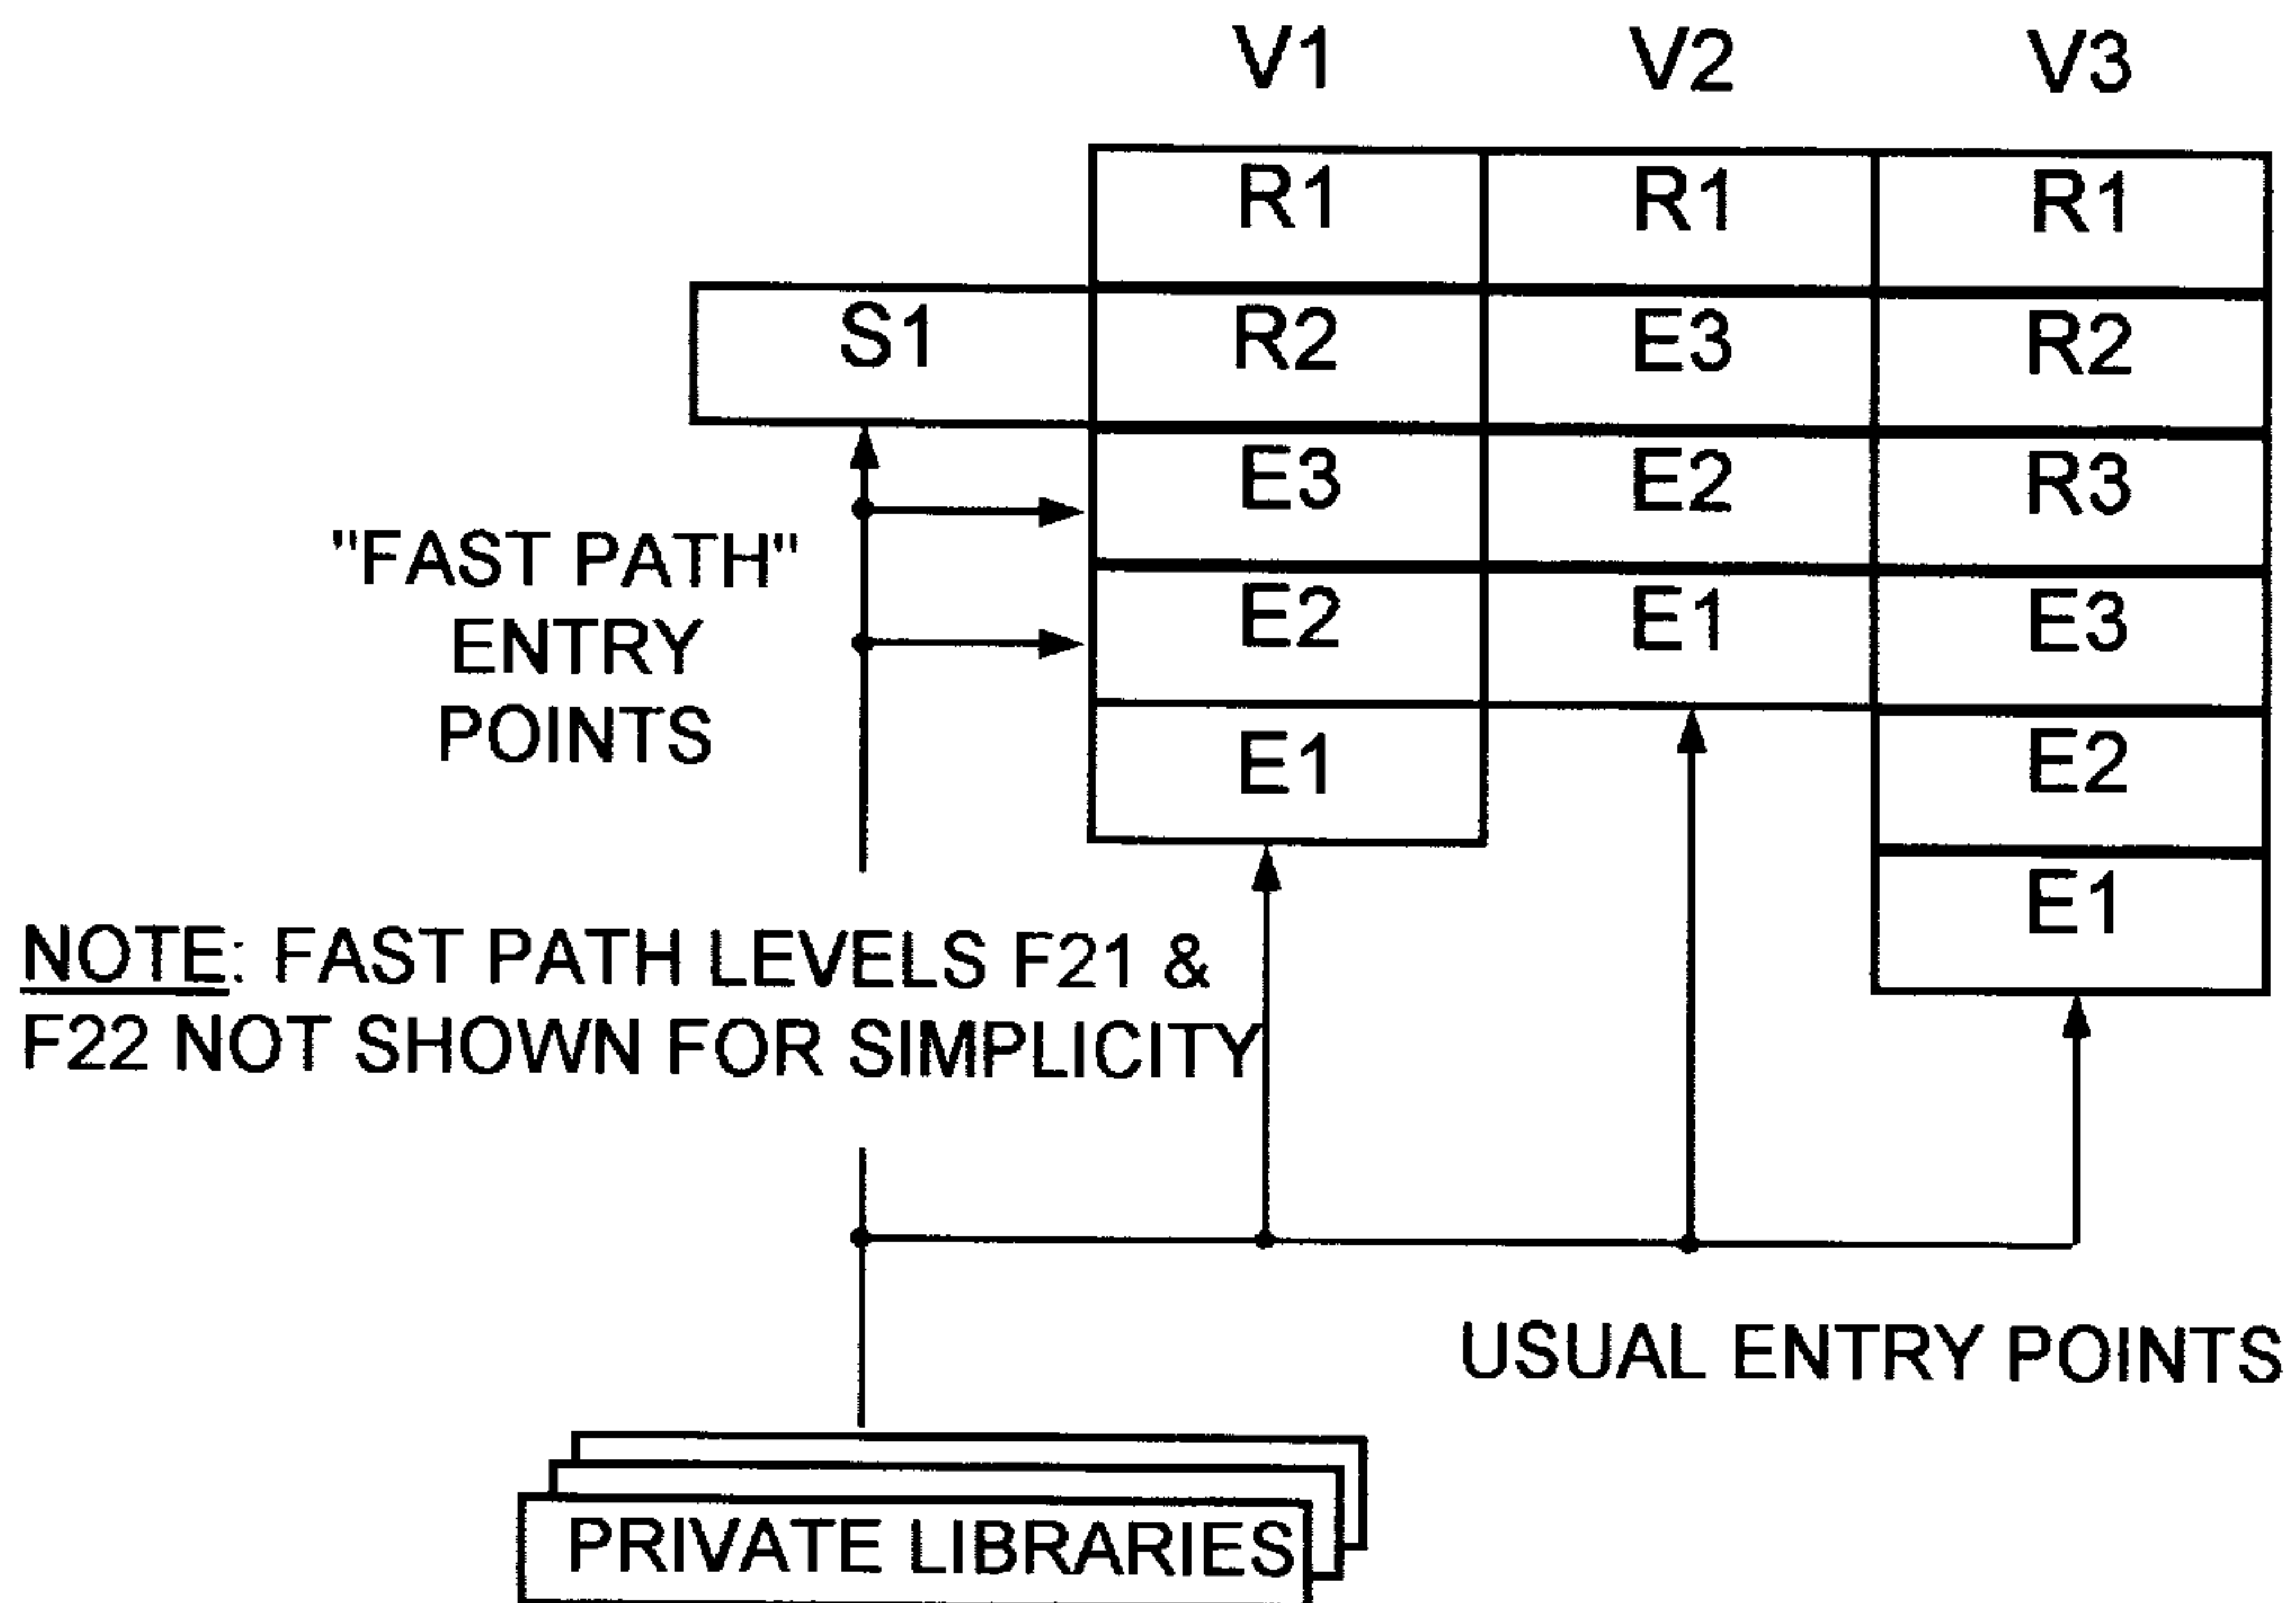 V1 V2 V3
R1 R1 R1
S1 R2 E3 R2
E3 E2 R3
"FAST PATH"
ENTRY
POINTS
E2 E1 E3
E1 E2
E1
NOTE: FAST PATH LEVELS F21 &
F22 NOT SHOWN FOR SIMPLICITY
USUAL ENTRY POINTS
PRIVATE LIBRARIES